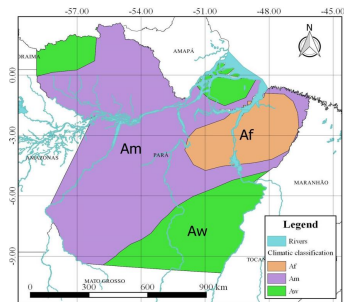 -57.00 -54.00 -51.00 -48.00 -45.00
N
RORAIMA
AMAPÁ
0.00
-3.00
Af
Am
AMAZONAS
PARÁ
MARANHÃO
-6.00
Aw
Legend
Rivers
Climatic classification
Af
Am
Aw
-9.00
TOCAN
MATO GROSSO
0 300 600 900 km